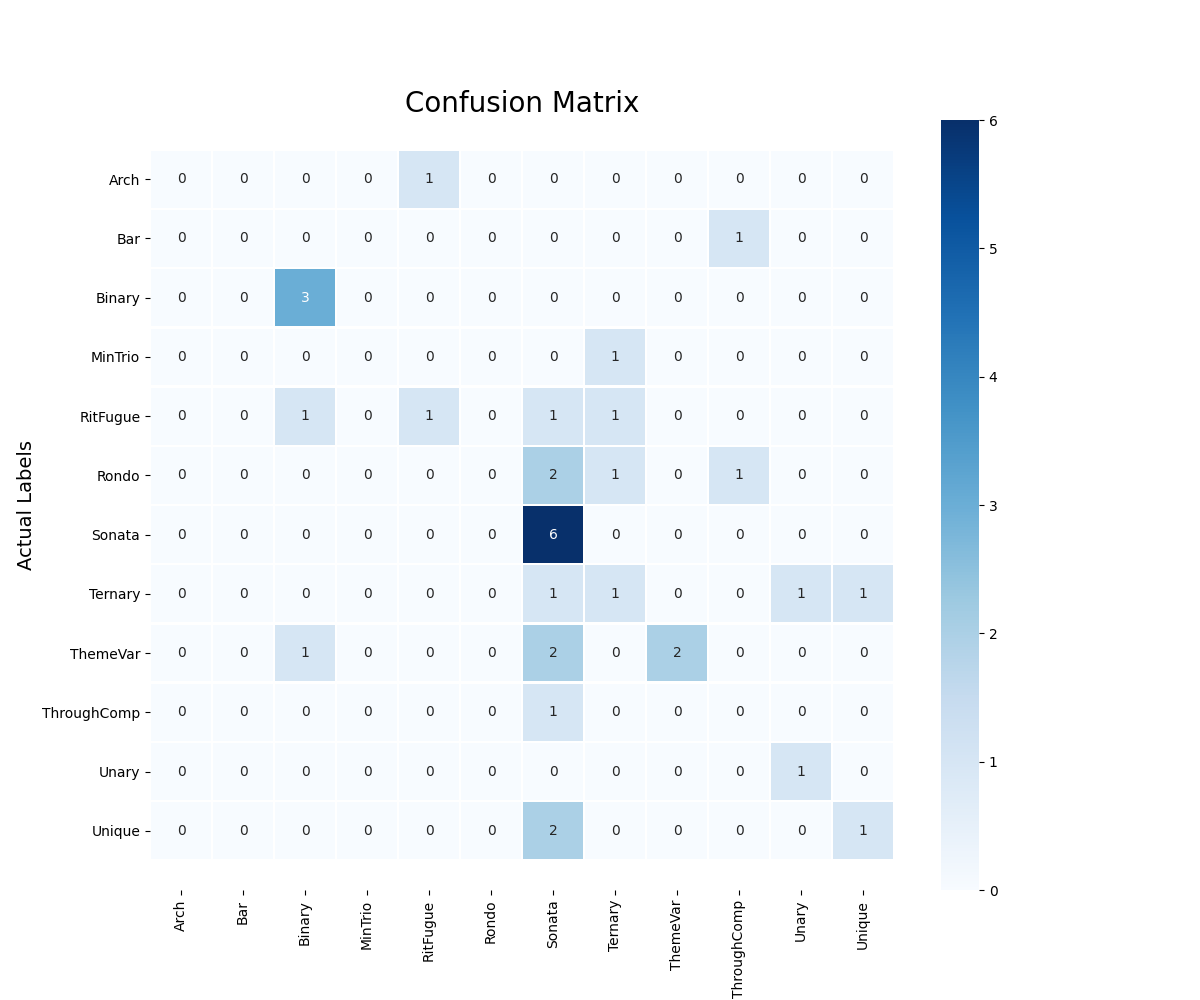 Confusion Matrix
6
Arch 0 0 0 0 1 0 0 0 0 0 0 0
Bar 0 0 0 0 0 0 0 0 0 1 0 0
5
Binary 0 0 3 0 0 0 0 0 0 0 0 0
MinTrio 0 0 0 0 0 0 0 1 0 0 0 0
4
RitFugue 0 0 1 0 1 0 1 1 0 0 0 0
Rondo 0 0 0 0 0 0 2 1 0 1 0 0
3
Actual Labels
Sonata 0 0 0 0 0 0 6 0 0 0 0 0
Ternary 0 0 0 0 0 0 1 1 0 0 1 1
2
ThemeVar 0 0 1 0 0 0 2 0 2 0 0 0
ThroughComp 0 0 0 0 0 0 1 0 0 0 0 0
1
Unary 0 0 0 0 0 0 0 0 0 0 1 0
Unique 0 0 0 0 0 0 2 0 0 0 0 1
0
Arch Bar Binary MinTrio RitFugue Rondo Sonata Ternary ThemeVar ThroughComp Unary Unique